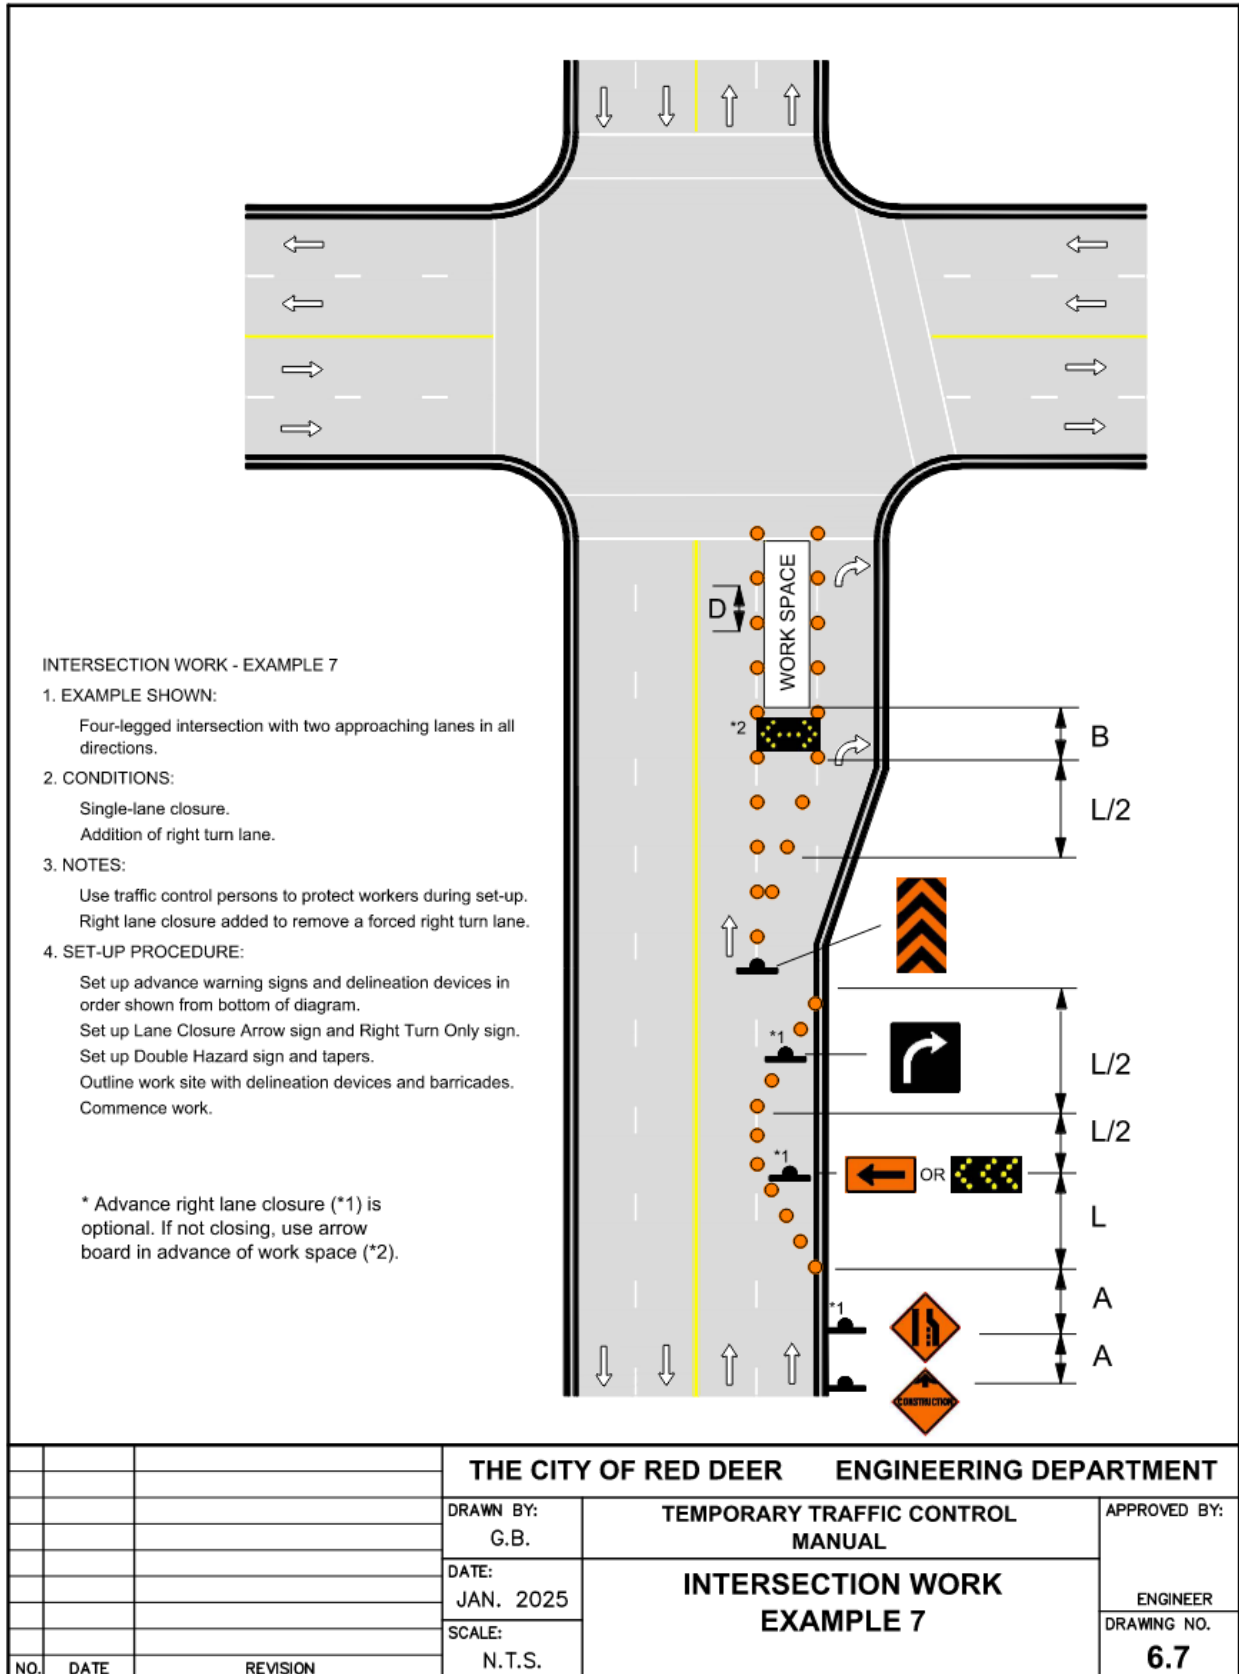 WORK SPACE
D
*2
B
L/2
INTERSECTION WORK - EXAMPLE 7
1. EXAMPLE SHOWN:
Four-legged intersection with two approaching lanes in all
directions.
2. CONDITIONS:
Single-lane closure.
Addition of right turn lane.
3. NOTES:
Use traffic control persons to protect workers during set-up.
Right lane closure added to remove a forced right turn lane.
4. SET-UP PROCEDURE:
Set up advance warning signs and delineation devices in
order shown from bottom of diagram.
Set up Lane Closure Arrow sign and Right Turn Only sign.
Set up Double Hazard sign and tapers.
Outline work site with delineation devices and barricades.
Commence work.
* Advance right lane closure (*1) is
optional. If not closing, use arrow
board in advance of work space (*2).
*1
L/2
L/2
*1
OR
L
A
*1
A
CONSTRUCTION
THE CITY OF RED DEER ENGINEERING DEPARTMENT
DRAWN BY:
G.B.
TEMPORARY TRAFFIC CONTROL
MANUAL
APPROVED BY:
ENGINEER
DATE:
JAN. 2025
INTERSECTION WORK
EXAMPLE 7
SCALE:
N.T.S.
DRAWING NO.
6.7
NO. DATE REVISION